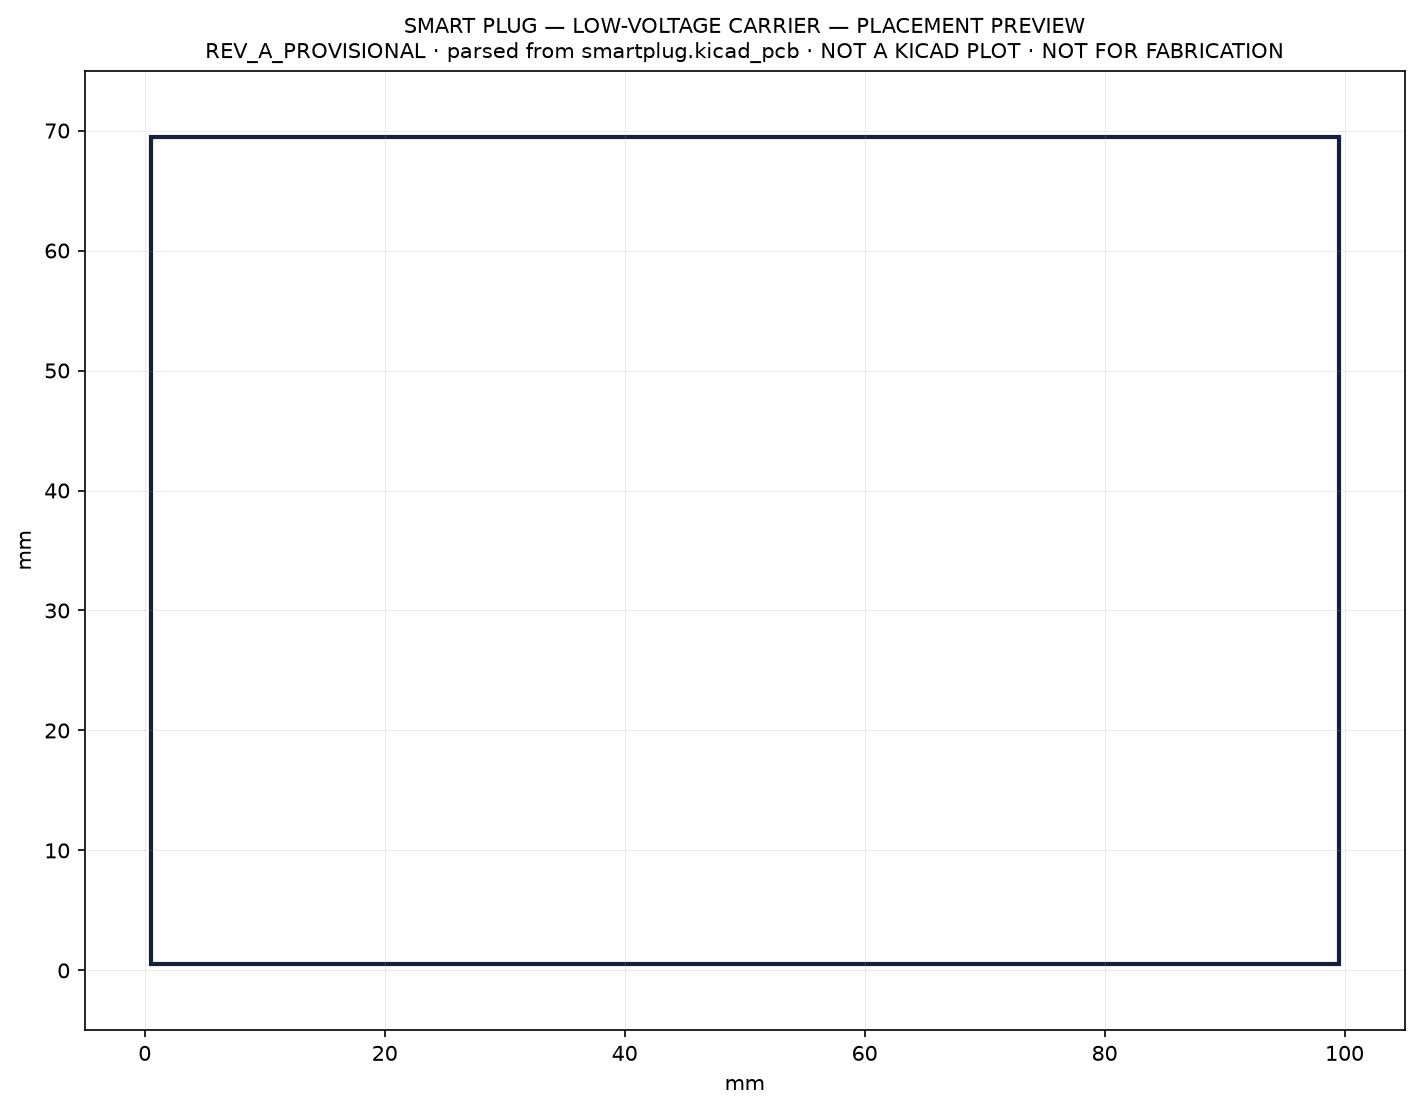 SMART PLUG — LOW-VOLTAGE CARRIER — PLACEMENT PREVIEW
REV_A_PROVISIONAL · parsed from smartplug.kicad_pcb · NOT A KICAD PLOT · NOT FOR FABRICATION
70
60
50
40
30
20
10
0
mm
0 20 40 60 80 100
mm